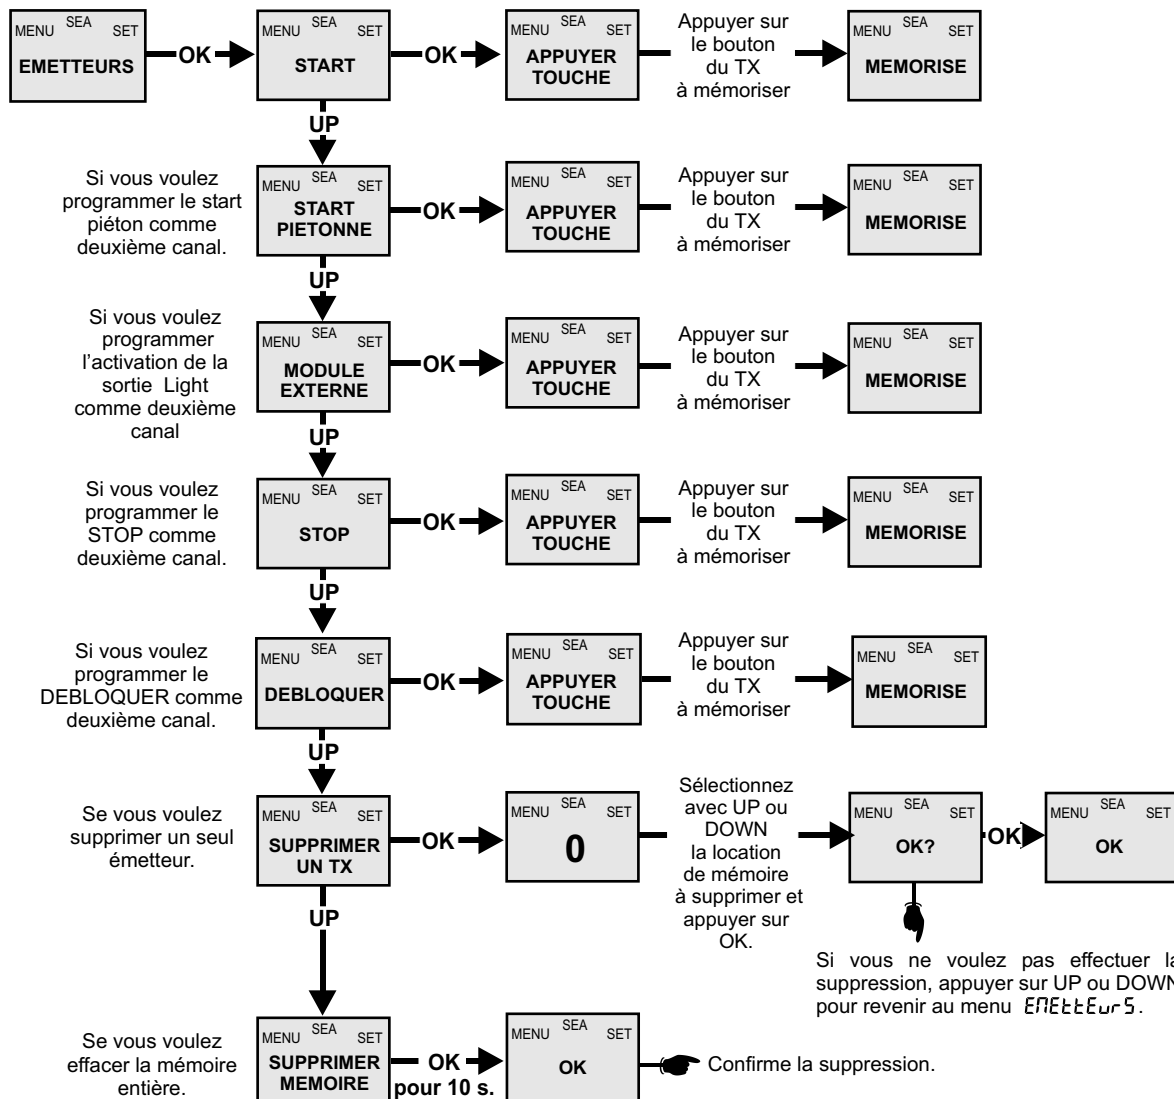 MENU SEA SET
EMETTEURS
OK
MENU SEA SET
START
OK
MENU SEA SET
APPUYER
TOUCHE
Appuyer sur
le bouton
du TX
à mémoriser
MENU SEA SET
MEMORISE
UP
Si vous voulez
programmer le start
piéton comme
deuxième canal.
MENU SEA SET
START
PIETONNE
OK
MENU SEA SET
APPUYER
TOUCHE
Appuyer sur
le bouton
du TX
à mémoriser
MENU SEA SET
MEMORISE
UP
Si vous voulez
programmer
l'activation de la
sortie Light
comme deuxième
canal
MENU SEA SET
MODULE
EXTERNE
OK
MENU SEA SET
APPUYER
TOUCHE
Appuyer sur
le bouton
du TX
à mémoriser
MENU SEA SET
MEMORISE
UP
Si vous voulez
programmer le
STOP comme
deuxième canal.
MENU SEA SET
STOP
OK
MENU SEA SET
APPUYER
TOUCHE
Appuyer sur
le bouton
du TX
à mémoriser
MENU SEA SET
MEMORISE
UP
Si vous voulez
programmer le
DEBLOQUER comme
deuxième canal.
MENU SEA SET
DEBLOQUER
OK
MENU SEA SET
APPUYER
TOUCHE
Appuyer sur
le bouton
du TX
à mémoriser
MENU SEA SET
MEMORISE
UP
Se vous voulez
supprimer un seul
émetteur.
MENU SEA SET
SUPPRIMER
UN TX
OK
MENU SEA SET
0
Sélectionnez
avec UP ou
DOWN
la location
de mémoire
à supprimer et
appuyer sur
OK.
MENU SEA SET
OK?
OK
MENU SEA SET
OK
Si vous ne voulez pas effectuer la
suppression, appuyer sur UP ou DOWN
pour revenir au menu EMEttEurS.
UP
Se vous voulez
effacer la mémoire
entière.
MENU SEA SET
SUPPRIMER
MEMOIRE
OK
pour 10 s.
MENU SEA SET
OK
Confirme la suppression.